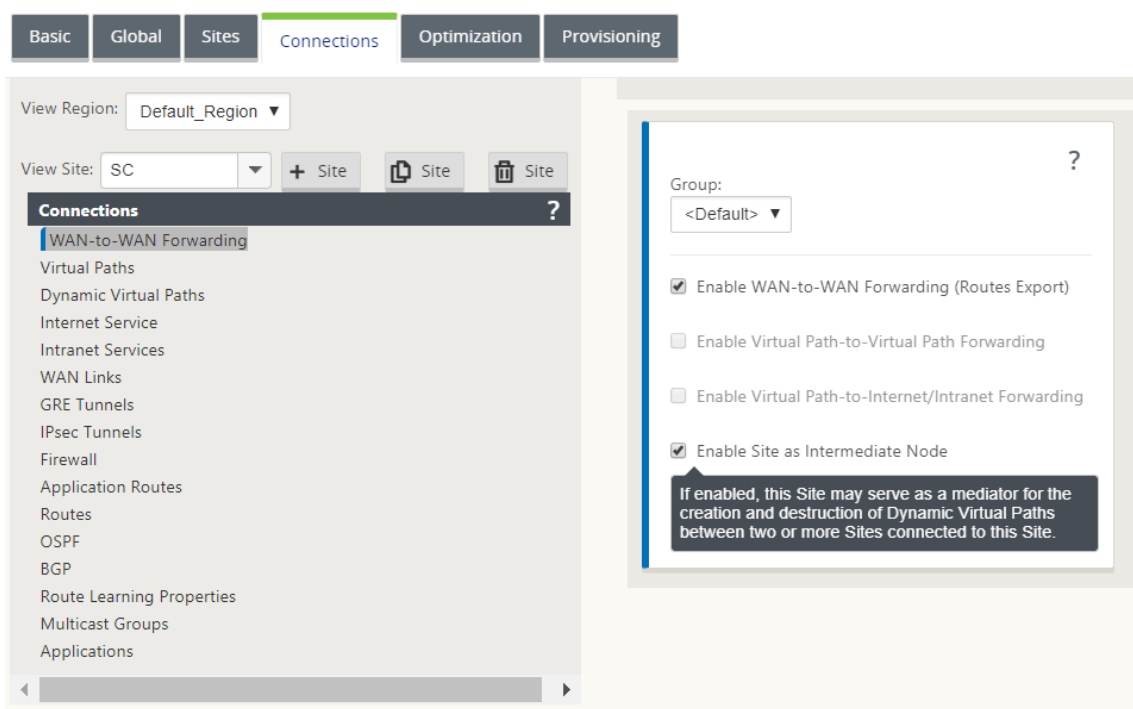 Basic Global Sites Connections Optimization Provisioning
View Region: Default_Region
View Site: SC + Site Site Site
Connections ?
WAN-to-WAN Forwarding
Virtual Paths
Dynamic Virtual Paths
Internet Service
Intranet Services
WAN Links
GRE Tunnels
IPsec Tunnels
Firewall
Application Routes
Routes
OSPF
BGP
Route Learning Properties
Multicast Groups
Applications
?
Group:
<Default>
Enable WAN-to-WAN Forwarding (Routes Export)
Enable Virtual Path-to-Virtual Path Forwarding
Enable Virtual Path-to-Internet/Intranet Forwarding
Enable Site as Intermediate Node
If enabled, this Site may serve as a mediator for the
creation and destruction of Dynamic Virtual Paths
between two or more Sites connected to this Site.